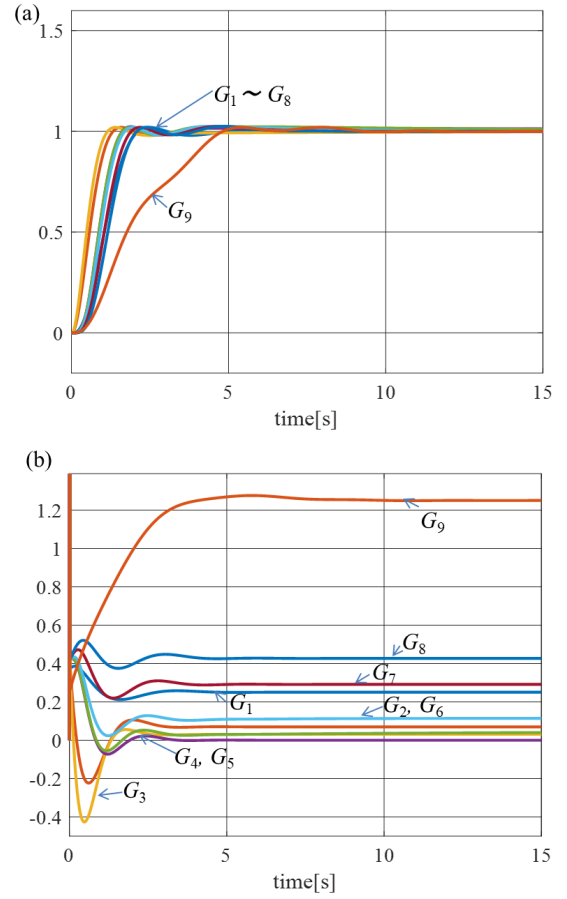 (a)
1.5
G₁ ~ G₈
1
G₉
0.5
0
0 5 10 15
time[s]
(b)
1.2
G₉
1
0.8
0.6
G₈
0.4
G₇
0.2
G₁
G₂, G₆
0
G₄, G₅
-0.2
G₃
-0.4
0 5 10 15
time[s]